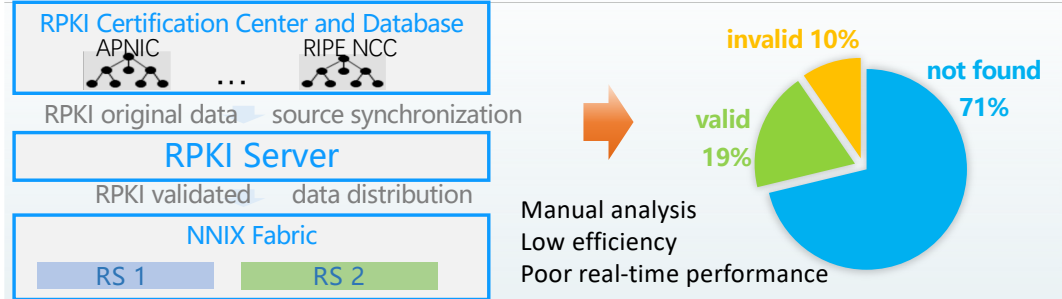 RPKI Certification Center and Database
APNIC
...
RIPE NCC
RPKI original data source synchronization
RPKI Server
RPKI validated data distribution
NNIX Fabric
RS 1
RS 2
invalid 10%
not found
71%
valid
19%
Manual analysis
Low efficiency
Poor real-time performance